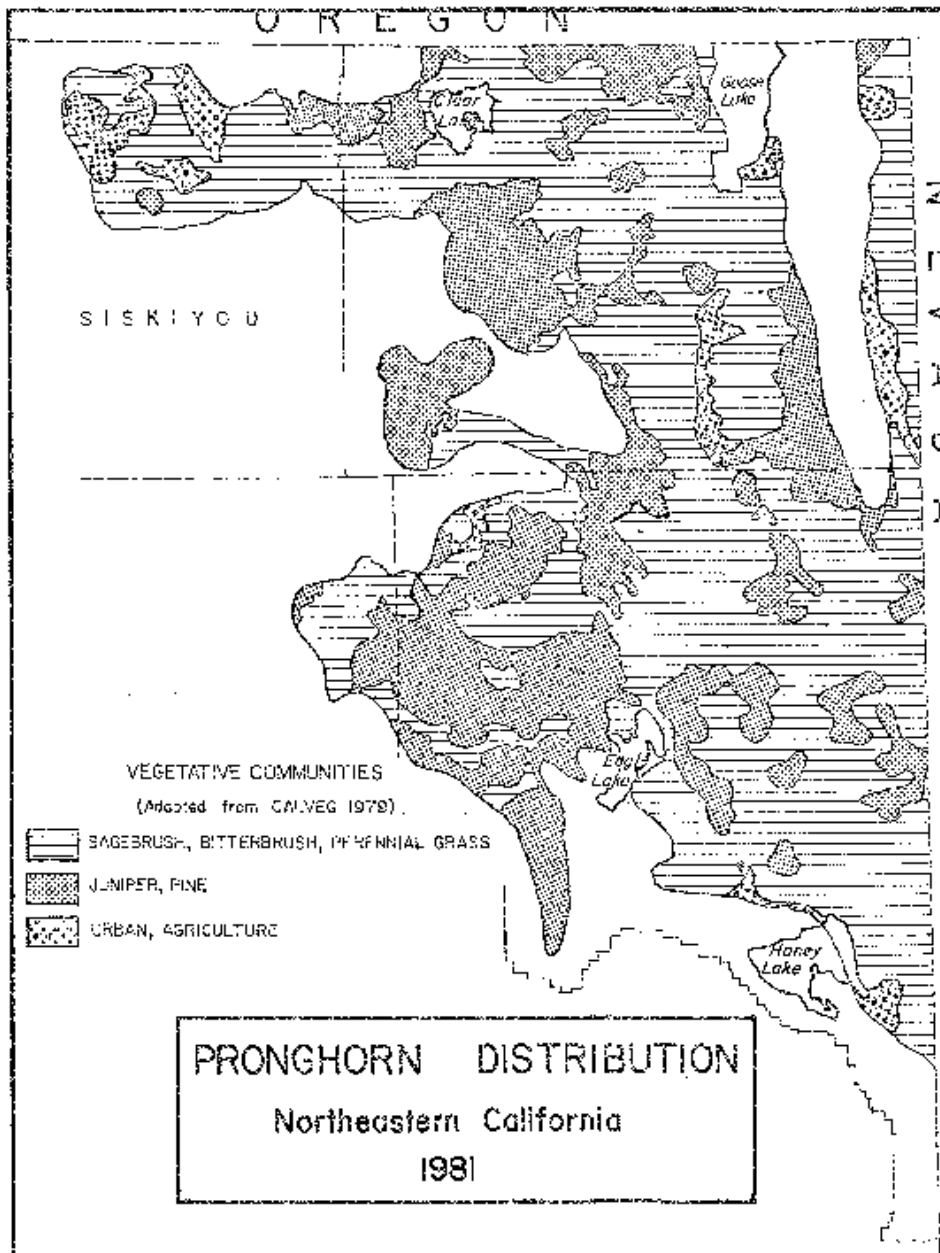 OREGON
Clear
Lake
Goose
Lake
SISKIYOU
Eagle
Lake
VEGETATIVE COMMUNITIES
(Adapted from CALVEG 1979)
SAGEBRUSH, BITTERBRUSH, PERENNIAL GRASS
JUNIPER, PINE
URBAN, AGRICULTURE
Honey
Lake
PRONGHORN DISTRIBUTION
Northeastern California
1981